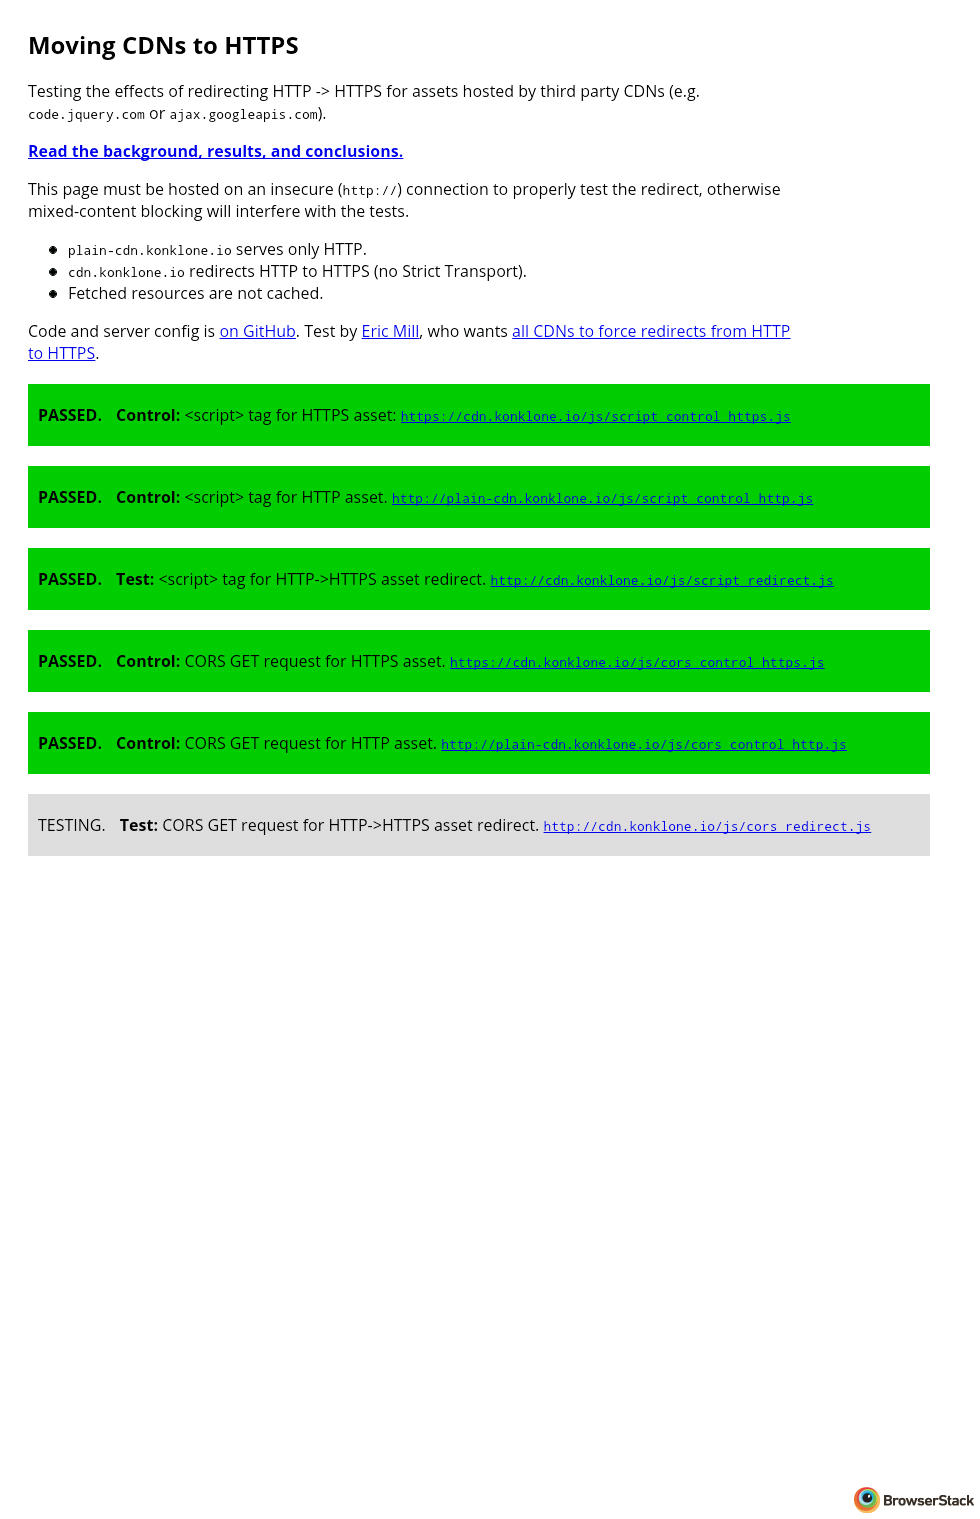 Moving CDNs to HTTPS
Testing the effects of redirecting HTTP -> HTTPS for assets hosted by third party CDNs (e.g.
code.jquery.com or ajax.googleapis.com).
Read the background, results, and conclusions.
This page must be hosted on an insecure (http://) connection to properly test the redirect, otherwise
mixed-content blocking will interfere with the tests.
plain-cdn.konklone.io serves only HTTP.
cdn.konklone.io redirects HTTP to HTTPS (no Strict Transport).
Fetched resources are not cached.
Code and server config is on GitHub. Test by Eric Mill, who wants all CDNs to force redirects from HTTP
to HTTPS.
PASSED. Control: <script> tag for HTTPS asset: https://cdn.konklone.io/js/script_control_https.js
PASSED. Control: <script> tag for HTTP asset. http://plain-cdn.konklone.io/js/script_control_http.js
PASSED. Test: <script> tag for HTTP->HTTPS asset redirect. http://cdn.konklone.io/js/script_redirect.js
PASSED. Control: CORS GET request for HTTPS asset. https://cdn.konklone.io/js/cors_control_https.js
PASSED. Control: CORS GET request for HTTP asset. http://plain-cdn.konklone.io/js/cors_control_http.js
TESTING. Test: CORS GET request for HTTP->HTTPS asset redirect. http://cdn.konklone.io/js/cors_redirect.js
BrowserStack